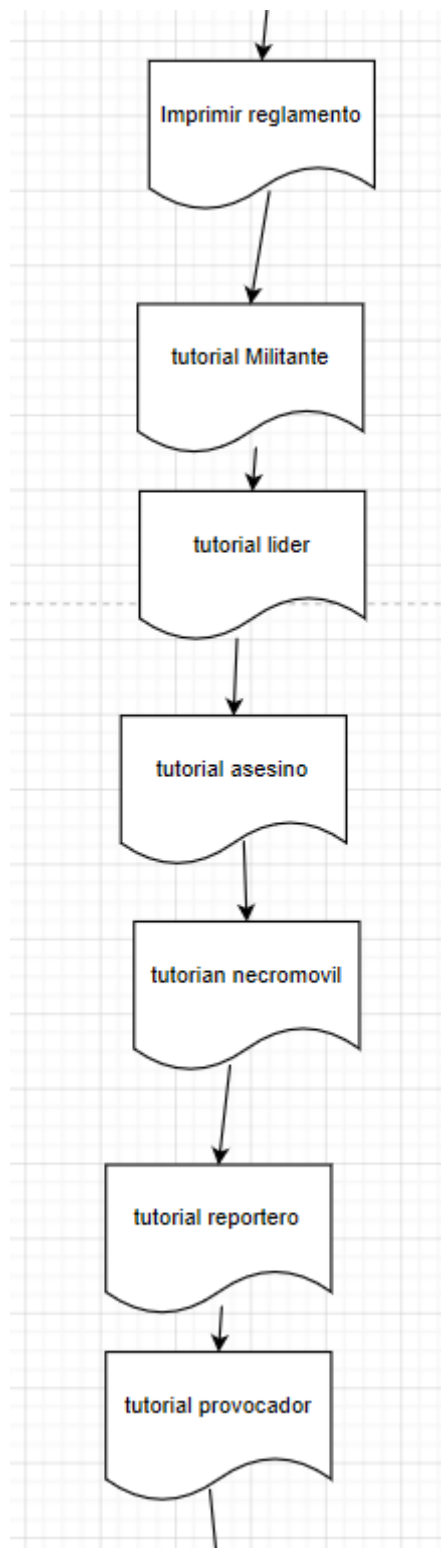 Imprimir reglamento
tutorial Militante
tutorial lider
tutorial asesino
tutorian necromovil
tutorial reportero
tutorial provocador